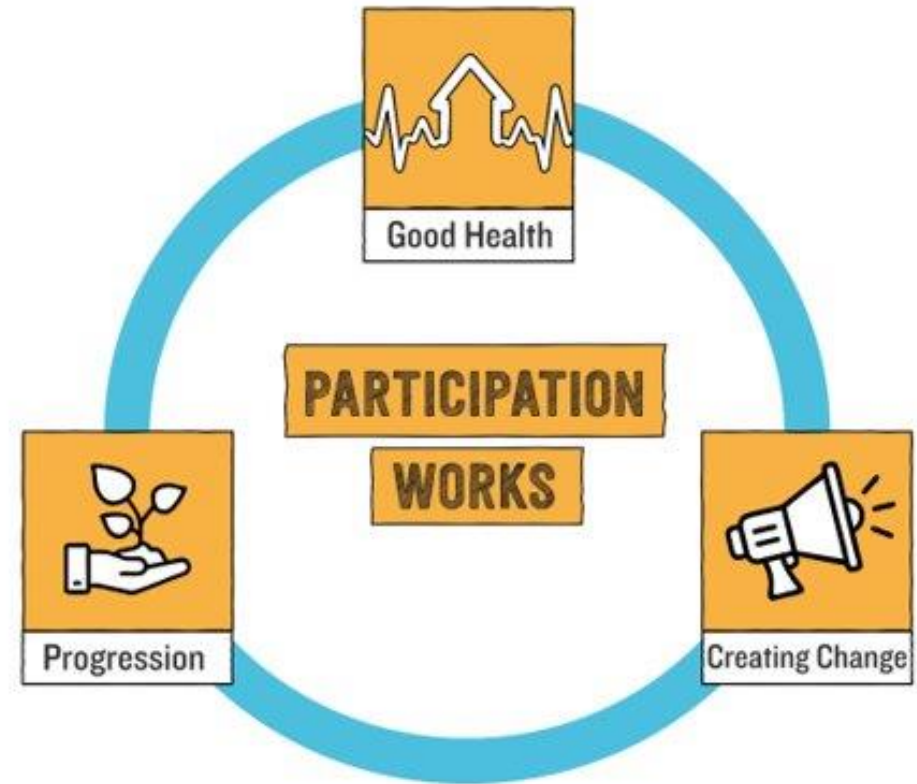 Good Health
PARTICIPATION
WORKS
Progression
Creating Change